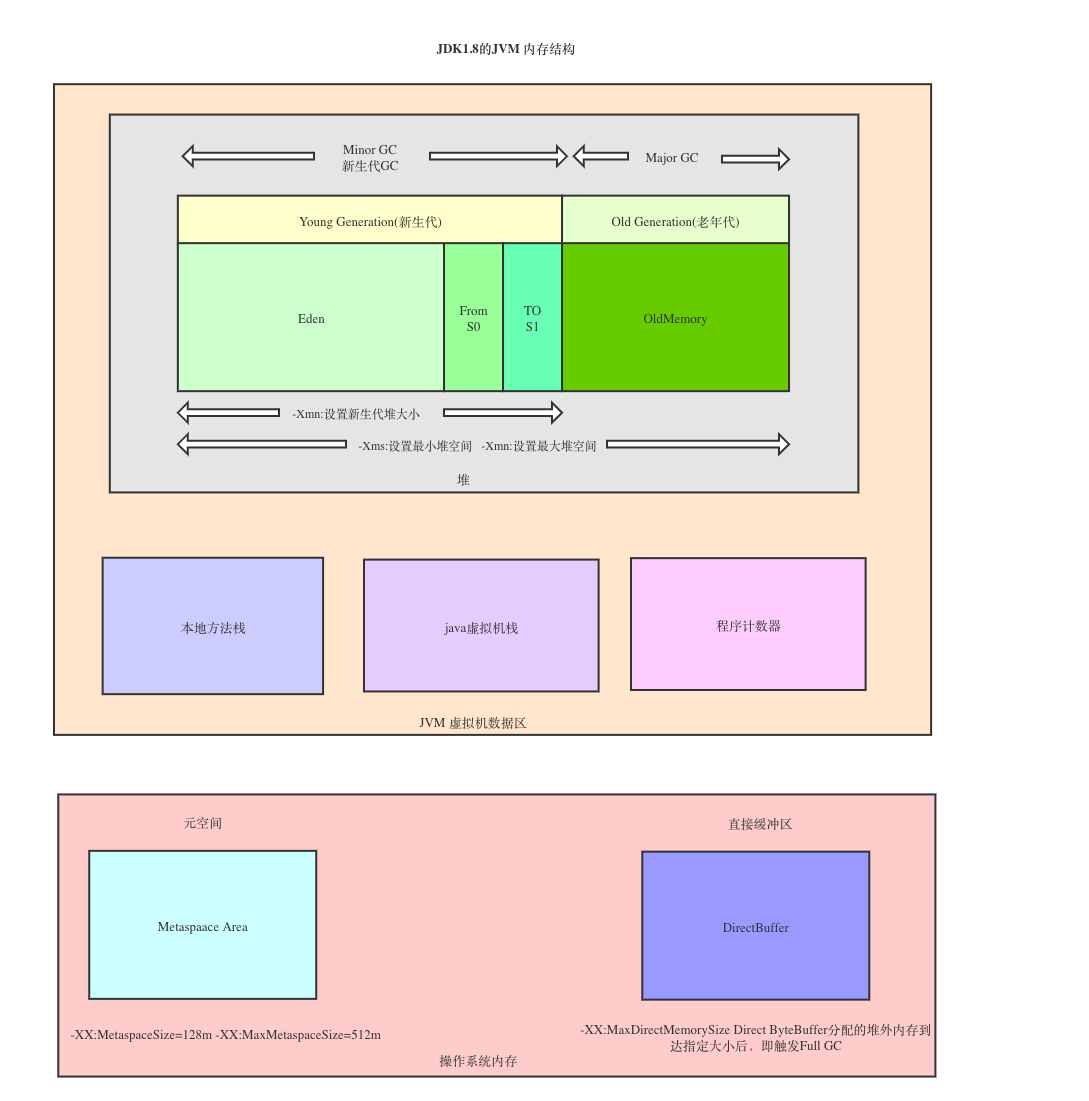 JDK1.8的JVM 内存结构
Minor GC
新生代GC
Major GC
Young Generation(新生代)
Old Generation(老年代)
Eden
From
S0
TO
S1
OldMemory
-Xmn:设置新生代堆大小
-Xms:设置最小堆空间 -Xmn:设置最大堆空间
堆
本地方法栈
java虚拟机栈
程序计数器
JVM 虚拟机数据区
元空间
直接缓冲区
Metaspaace Area
DirectBuffer
-XX:MetaspaceSize=128m -XX:MaxMetaspaceSize=512m
-XX:MaxDirectMemorySize Direct ByteBuffer分配的堆外内存到
达指定大小后，即触发Full GC
操作系统内存